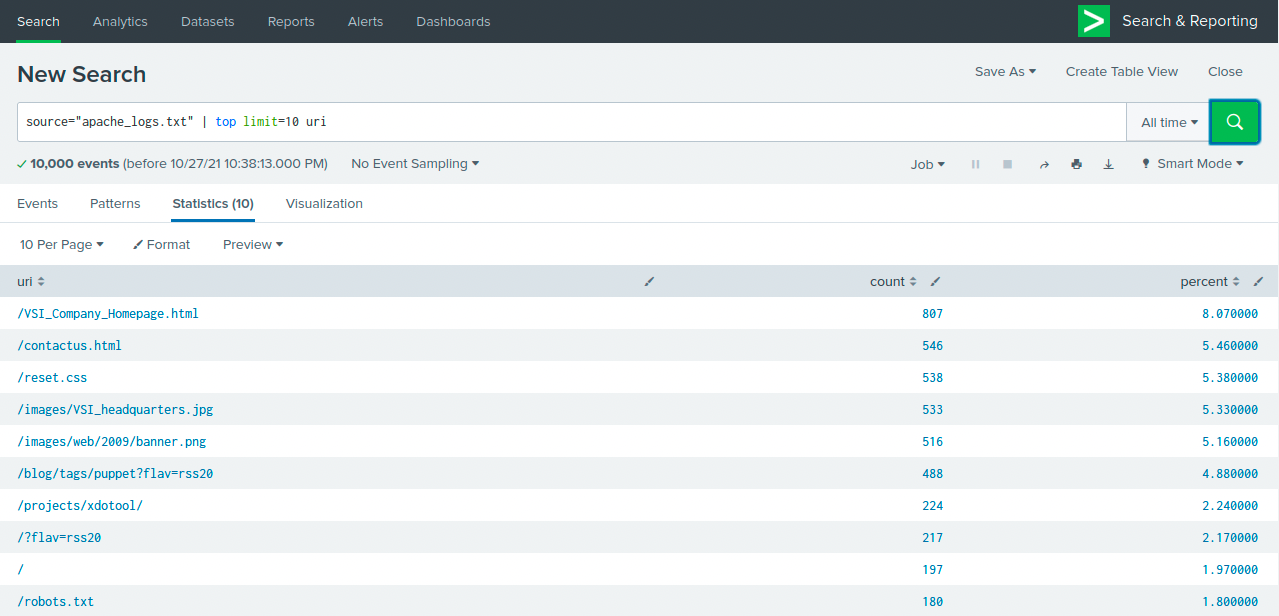 Search Analytics Datasets Reports Alerts Dashboards Search & Reporting
New Search Save As Create Table View Close
source="apache_logs.txt" | top limit=10 uri All time
10,000 events (before 10/27/21 10:38:13.000 PM) No Event Sampling Job Smart Mode
Events Patterns Statistics (10) Visualization
10 Per Page Format Preview
uri count percent
/VSI_Company_Homepage.html 807 8.070000
/contactus.html 546 5.460000
/reset.css 538 5.380000
/images/VSI_headquarters.jpg 533 5.330000
/images/web/2009/banner.png 516 5.160000
/blog/tags/puppet?flav=rss20 488 4.880000
/projects/xdotool/ 224 2.240000
/?flav=rss20 217 2.170000
/ 197 1.970000
/robots.txt 180 1.800000